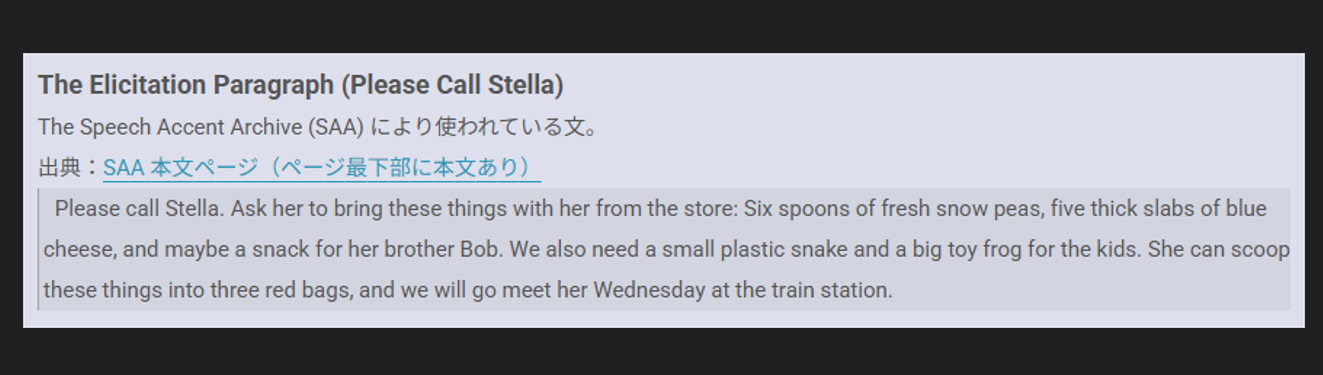 The Elicitation Paragraph (Please Call Stella)
The Speech Accent Archive (SAA) により使われている文。
出典：SAA 本文ページ（ページ最下部に本文あり）
Please call Stella. Ask her to bring these things with her from the store: Six spoons of fresh snow peas, five thick slabs of blue
cheese, and maybe a snack for her brother Bob. We also need a small plastic snake and a big toy frog for the kids. She can scoop
these things into three red bags, and we will go meet her Wednesday at the train station.